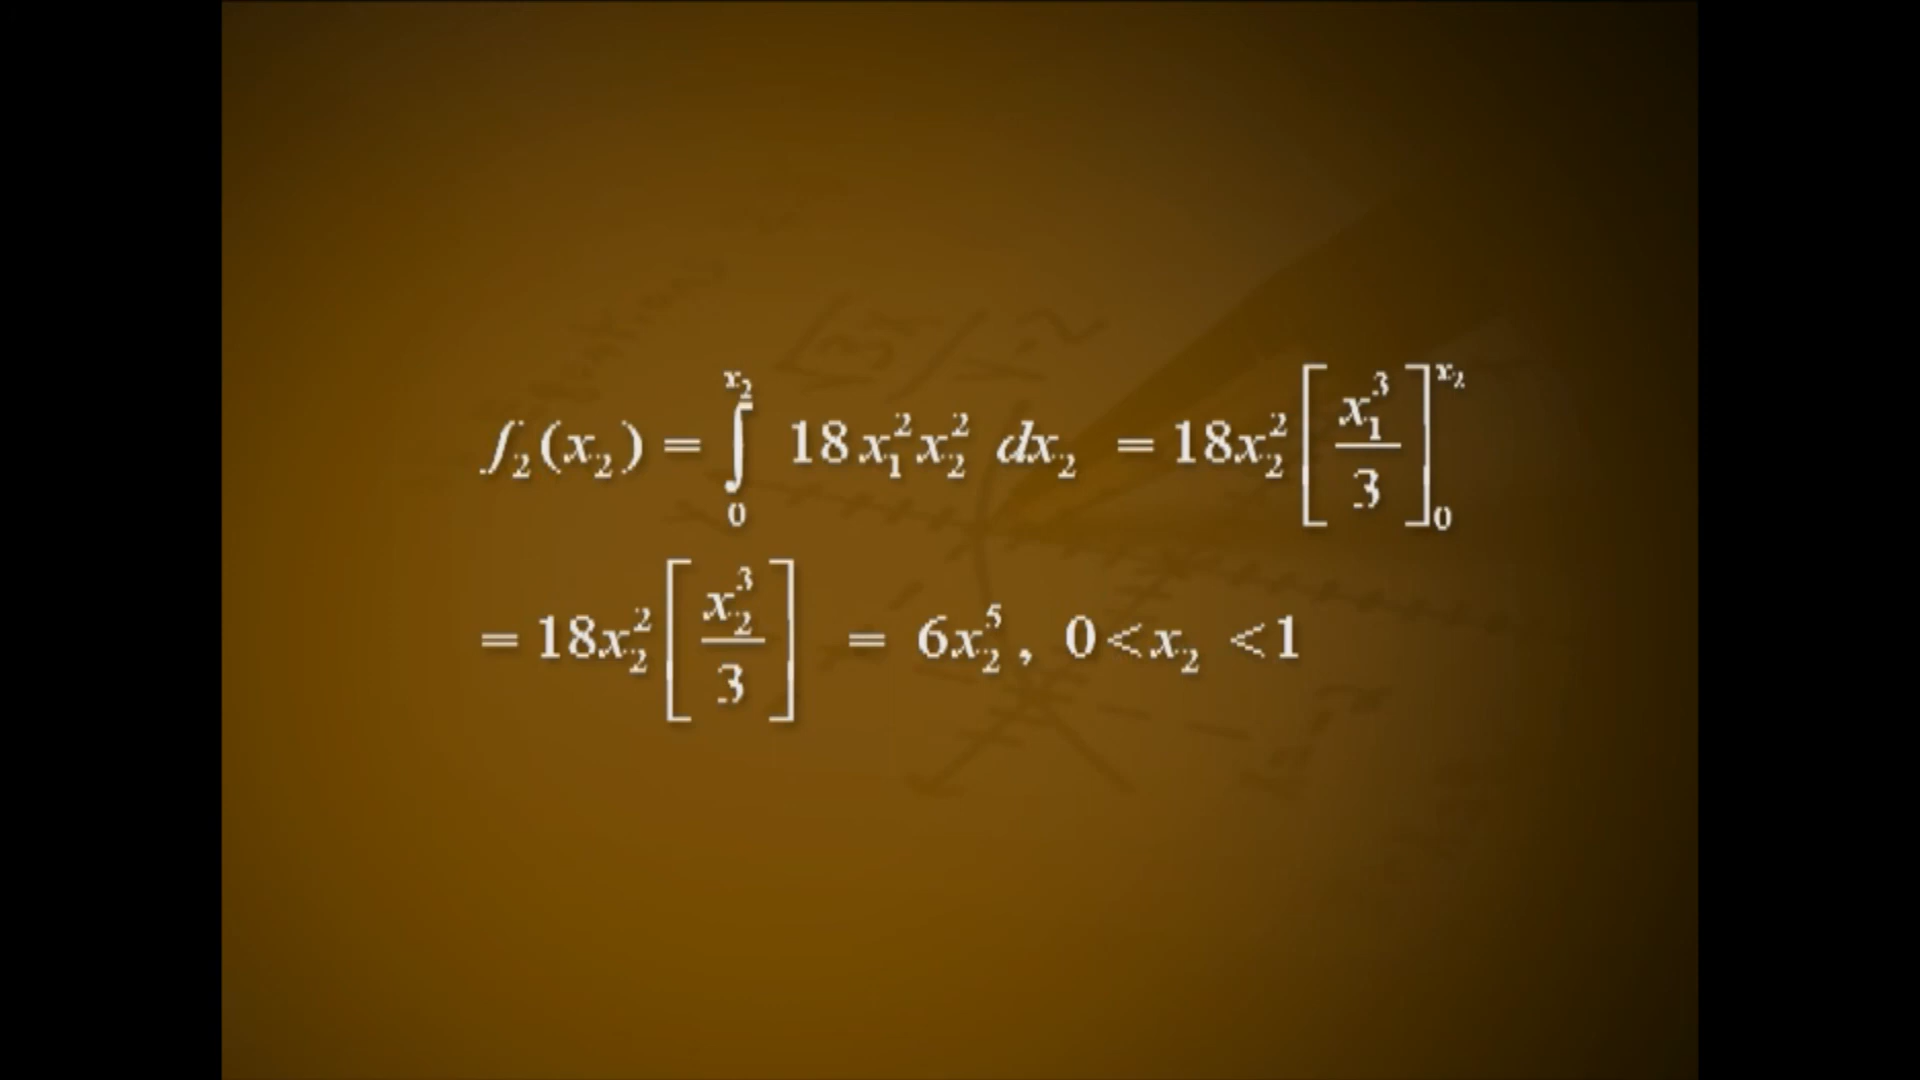 f₂(x₂) = ∫₀^x₂ 18x₁²x₂² dx₂ = 18x₂² [x₁³/3]₀^x₂
= 18x₂² [x₂³/3] = 6x₂⁵, 0 < x₂ < 1